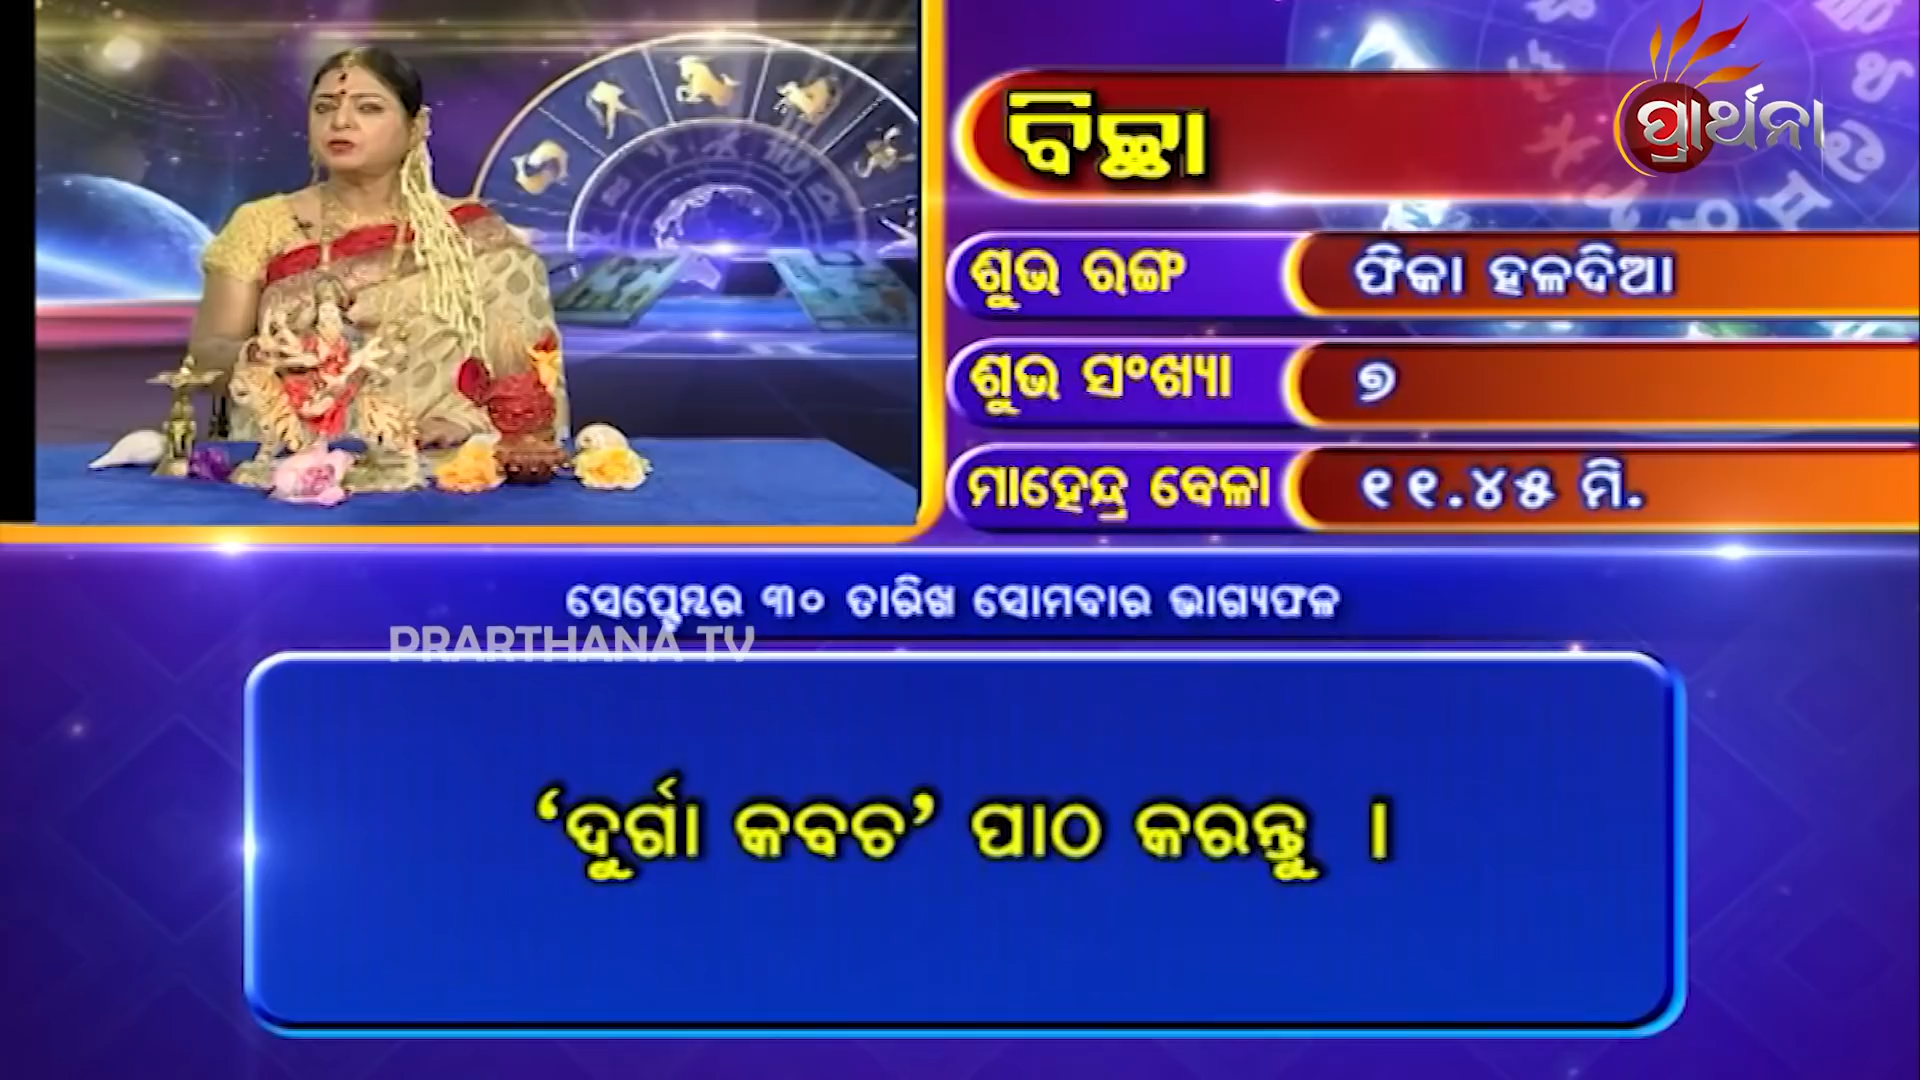 ବିଚ୍ଛା
ପ୍ରାର୍ଥନା
ଶୁଭ ରଙ୍ଗ ଫିକା ହଳଦିଆ
ଶୁଭ ସଂଖ୍ୟା ୭
ମାହେନ୍ଦ୍ର ବେଳା ୧୧.୪୫ ମି.
ସେପ୍ଟେମ୍ବର ୩୦ ତାରିଖ ସୋମବାର ଭାଗ୍ୟଫଳ
PRARTHANA TV
‘ଦୁର୍ଗା କବଚ’ ପାଠ କରନ୍ତୁ ।